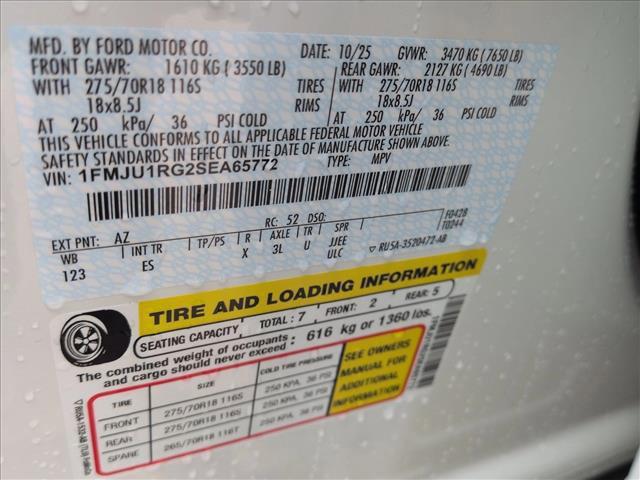 MFD. BY FORD MOTOR CO. DATE: 10/25 GVWR: 3470 KG (7650 LB)
FRONT GAWR: 1610 KG (3550 LB) REAR GAWR: 2127 KG (4690 LB)
WITH 275/70R18 116S TIRES WITH 275/70R18 116S TIRES
18x8.5J RIMS 18x8.5J RIMS
AT 250 kPa/ 36 PSI COLD AT 250 kPa/ 36 PSI COLD
THIS VEHICLE CONFORMS TO ALL APPLICABLE FEDERAL MOTOR VEHICLE
SAFETY STANDARDS IN EFFECT ON THE DATE OF MANUFACTURE SHOWN ABOVE
VIN: 1FMJU1RG2SEA65772 TYPE: MPV
F0428
T0244
EXT PNT: AZ RC: 52 DSO:
WB INT TR TP/PS R AXLE TR SPR
123 ES X 3L U JJEE
ULC
RU5A-3520472-AB
TIRE AND LOADING INFORMATION
SEATING CAPACITY TOTAL: 7 FRONT: 2 REAR: 5
The combined weight of occupants and cargo should never exceed : 616 kg or 1360 lbs.
TIRE SIZE COLD TIRE PRESSURE
FRONT 275/70R18 116S 250 KPA, 36 PSI
REAR 275/70R18 116S 250 KPA, 36 PSI
SPARE 265/70R18 116T 250 KPA, 36 PSI
SEE OWNERS
MANUAL FOR
ADDITIONAL
INFORMATION